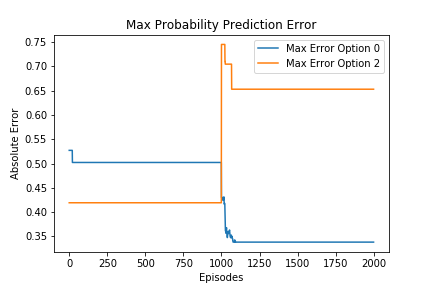 Max Probability Prediction Error
Max Error Option 0
Max Error Option 2
Absolute Error
0.75
0.70
0.65
0.60
0.55
0.50
0.45
0.40
0.35
0 250 500 750 1000 1250 1500 1750 2000
Episodes